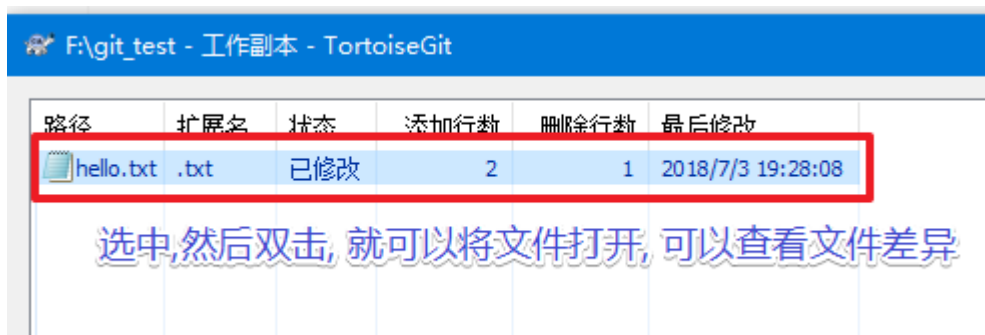 F:\git_test - 工作副本 - TortoiseGit
路径 扩展名 状态 添加行数 删除行数 最后修改
hello.txt .txt 已修改 2 1 2018/7/3 19:28:08
选中,然后双击, 就可以将文件打开, 可以查看文件差异